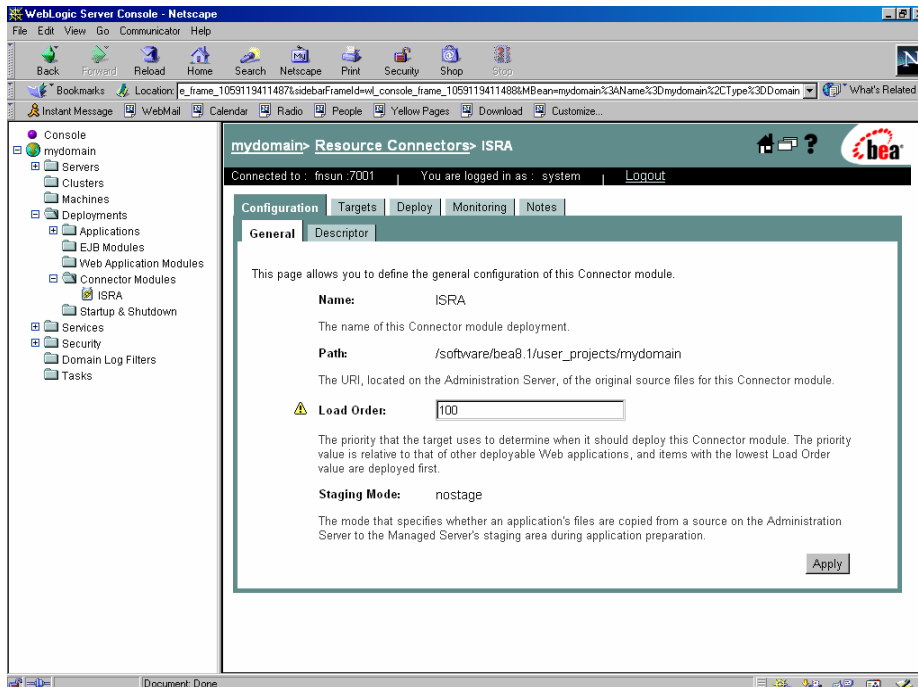 WebLogic Server Console - Netscape
File Edit View Go Communicator Help
Back Forward Reload Home Search Netscape Print Security Shop Stop
Bookmarks Location: e_frame_1059119411487&sidebarFrameId=wl_console_frame_1059119411488&MBean=mydomain%3AName%3Dmydomain%2CType%3DDomain What's Related
Instant Message WebMail Calendar Radio People Yellow Pages Download Customize...
Console
mydomain
Servers
Clusters
Machines
Deployments
Applications
EJB Modules
Web Application Modules
Connector Modules
ISRA
Startup & Shutdown
Services
Security
Domain Log Filters
Tasks
mydomain> Resource Connectors> ISRA
?
bea
Connected to : fnsun :7001 | You are logged in as : system | Logout
Configuration Targets Deploy Monitoring Notes
General Descriptor
This page allows you to define the general configuration of this Connector module.
Name: ISRA
The name of this Connector module deployment.
Path: /software/bea8.1/user_projects/mydomain
The URI, located on the Administration Server, of the original source files for this Connector module.
Load Order: 100
The priority that the target uses to determine when it should deploy this Connector module. The priority
value is relative to that of other deployable Web applications, and items with the lowest Load Order
value are deployed first.
Staging Mode: nostage
The mode that specifies whether an application's files are copied from a source on the Administration
Server to the Managed Server's staging area during application preparation.
Apply
Document: Done